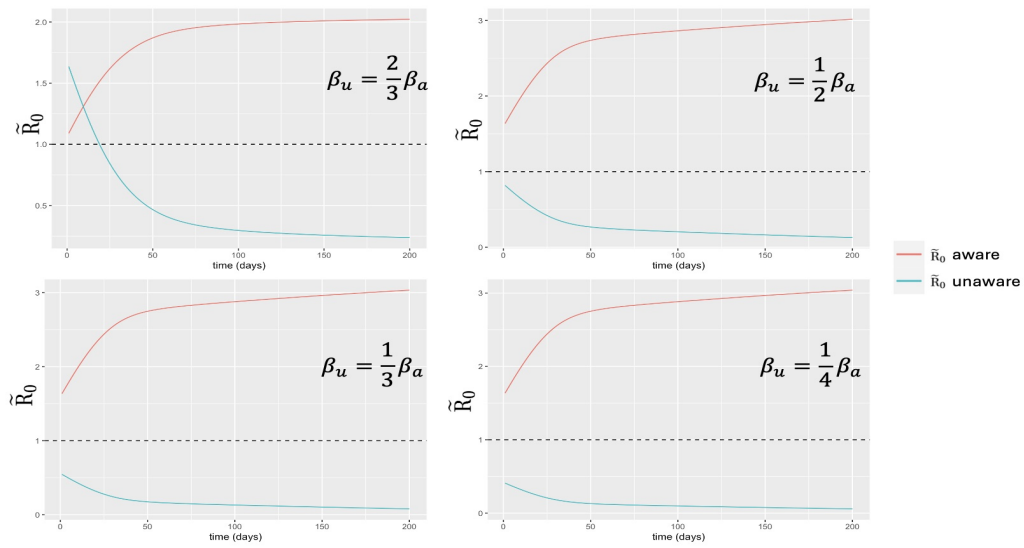 2.0
1.5
1.0
0.5
R̃₀
βᵤ = 2/3 βₐ
0 50 100 150 200
time (days)
3
2
1
0
R̃₀
βᵤ = 1/2 βₐ
0 50 100 150 200
time (days)
3
2
1
0
R̃₀
βᵤ = 1/3 βₐ
0 50 100 150 200
time (days)
3
2
1
0
R̃₀
βᵤ = 1/4 βₐ
0 50 100 150 200
time (days)
R̃₀ aware
R̃₀ unaware